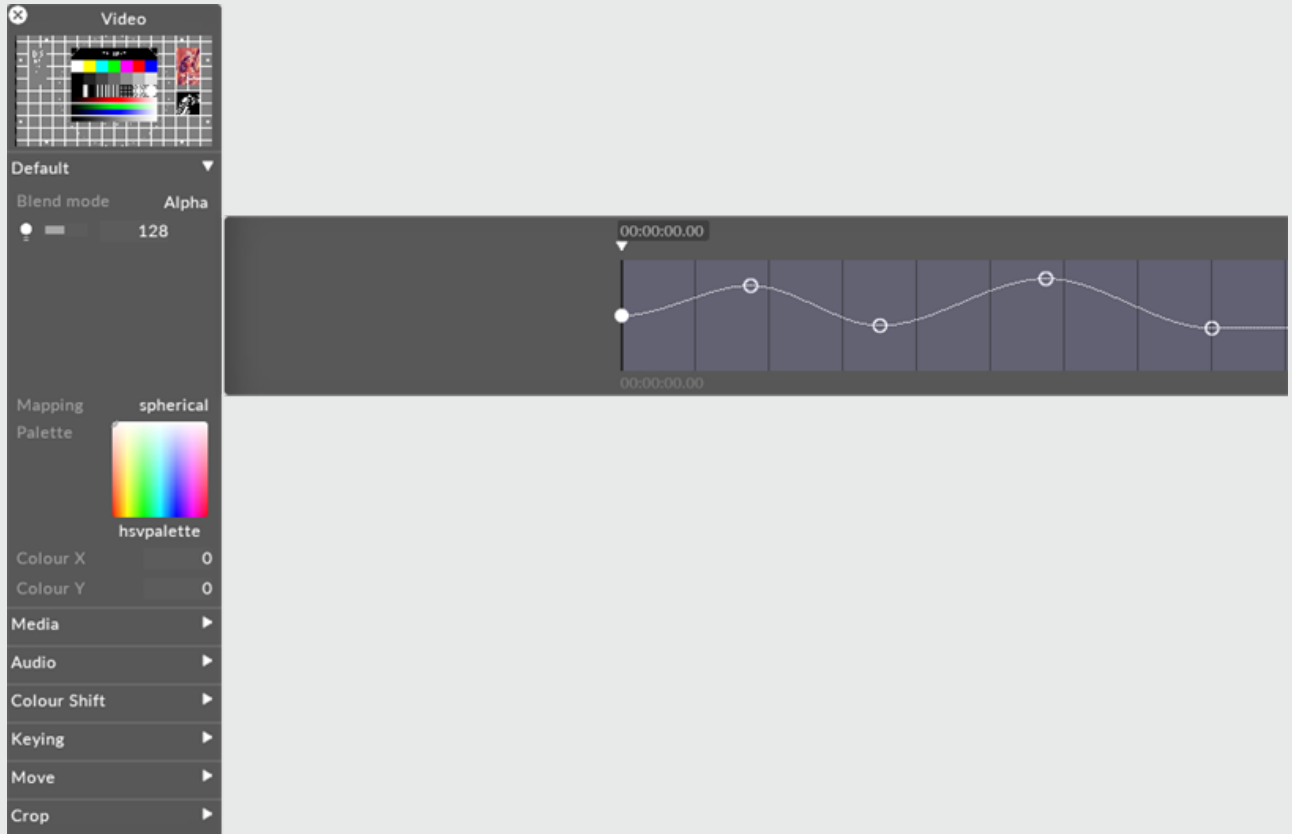 Video
Default
Blend mode Alpha
128
00:00:00.00
00:00:00.00
Mapping spherical
Palette
hsvpalette
Colour X 0
Colour Y 0
Media
Audio
Colour Shift
Keying
Move
Crop